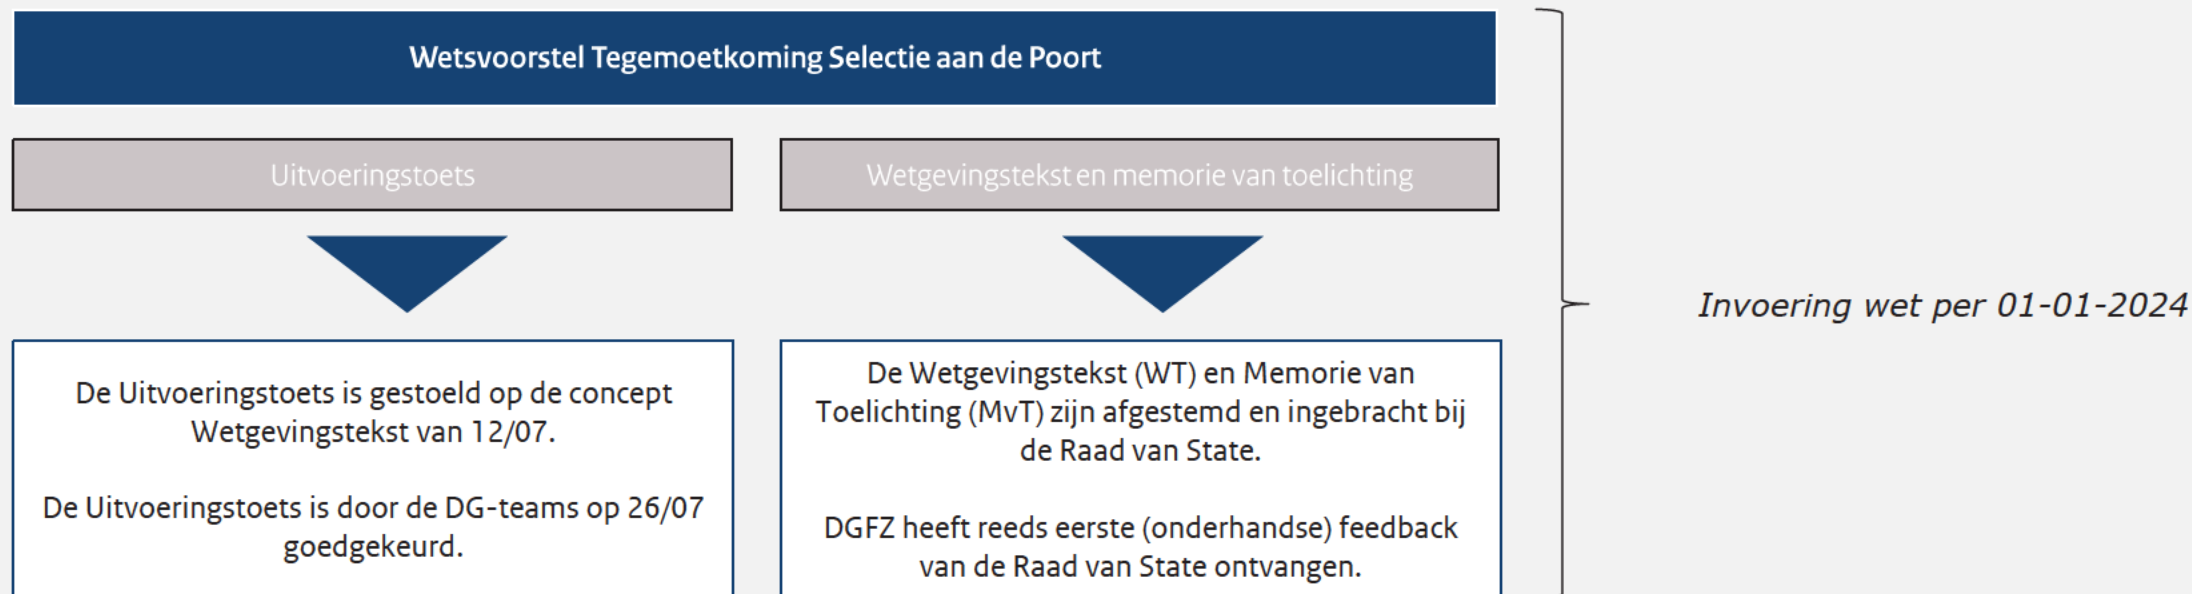 Wetsvoorstel Tegemoetkoming Selectie aan de Poort
Uitvoeringstoets
Wetgevingstekst en memorie van toelichting
De Uitvoeringstoets is gestoeld op de concept
Wetgevingstekst van 12/07.
De Uitvoeringstoets is door de DG-teams op 26/07
goedgekeurd.
De Wetgevingstekst (WT) en Memorie van
Toelichting (MvT) zijn afgestemd en ingebracht bij
de Raad van State.
DGFZ heeft reeds eerste (onderhandse) feedback
van de Raad van State ontvangen.
Invoering wet per 01-01-2024